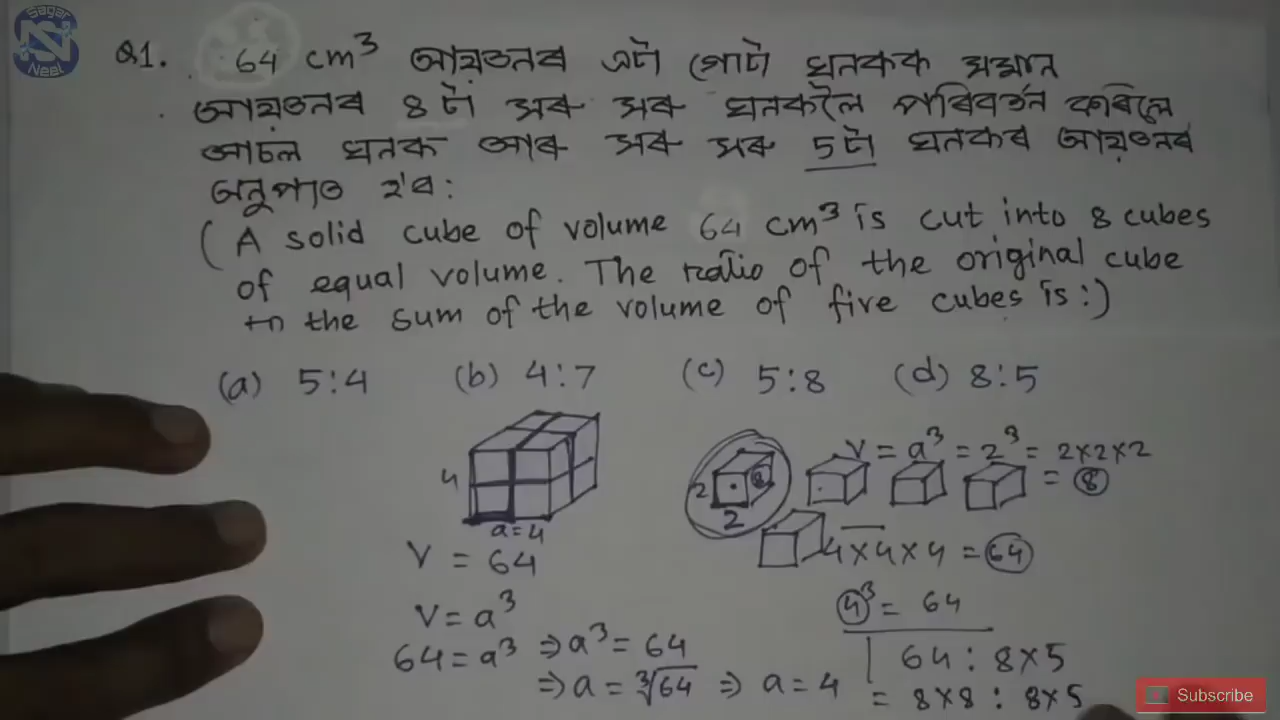 Sagar
Neel
Q1. 64 cm³ আয়তনৰ এটা গোটা ঘনকক সমান
আয়তনৰ 8টা সৰু সৰু ঘনকলৈ পৰিবৰ্তন কৰিলে
আচল ঘনক আৰু সৰু সৰু 5টা ঘনকৰ আয়তনৰ
অনুপাত হ'ব:
(A solid cube of volume 64 cm³ is cut into 8 cubes
of equal volume. The ratio of the original cube
to the sum of the volume of five cubes is:)
(a) 5:4 (b) 4:7 (c) 5:8 (d) 8:5
V = a³ = 2³ = 2×2×2
= 8
4
2
2
a=4
4×4×4 = 64
V = 64
4³ = 64
V = a³
64 = a³ ⇒ a³ = 64
64 : 8×5
⇒ a = ∛64 ⇒ a = 4
= 8×8 : 8×5
Subscribe